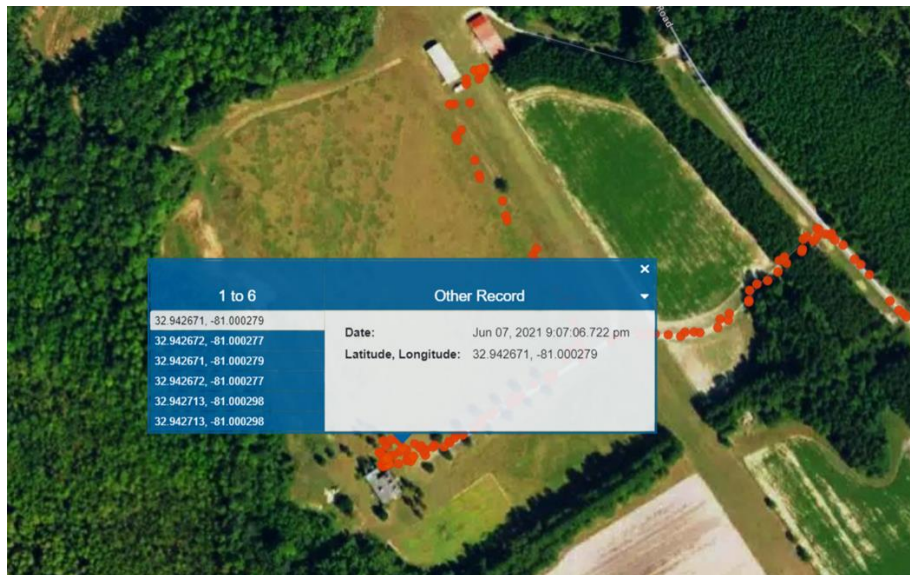 Road
×
1 to 6
Other Record
32.942671, -81.000279
32.942672, -81.000277
32.942671, -81.000279
32.942672, -81.000277
32.942713, -81.000298
32.942713, -81.000298
Date: Jun 07, 2021 9:07:06.722 pm
Latitude, Longitude: 32.942671, -81.000279